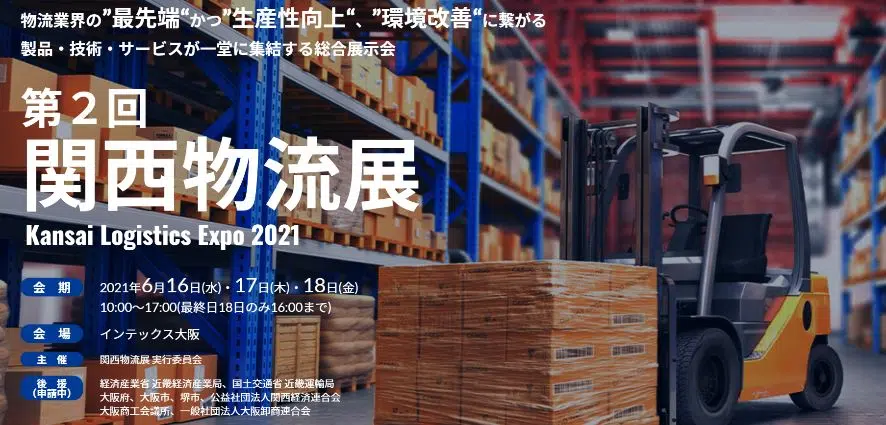 物流業界の”最先端“かつ”生産性向上“、”環境改善“に繋がる
製品・技術・サービスが一堂に集結する総合展示会
第2回
関西物流展
Kansai Logistics Expo 2021
会 期 2021年6月16日(水)・17日(木)・18日(金)
10:00〜17:00(最終日18日のみ16:00まで)
会 場 インテックス大阪
主 催 関西物流展 実行委員会
後 援 経済産業省 近畿経済産業局、国土交通省 近畿運輸局
(申請中) 大阪府、大阪市、堺市、公益社団法人関西経済連合会
大阪商工会議所、一般社団法人大阪卸商連合会